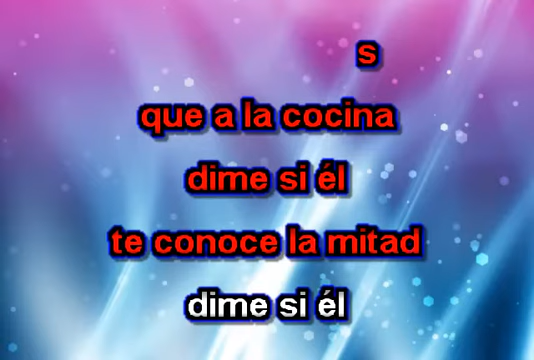 s
que a la cocina
dime si él
te conoce la mitad
dime si él